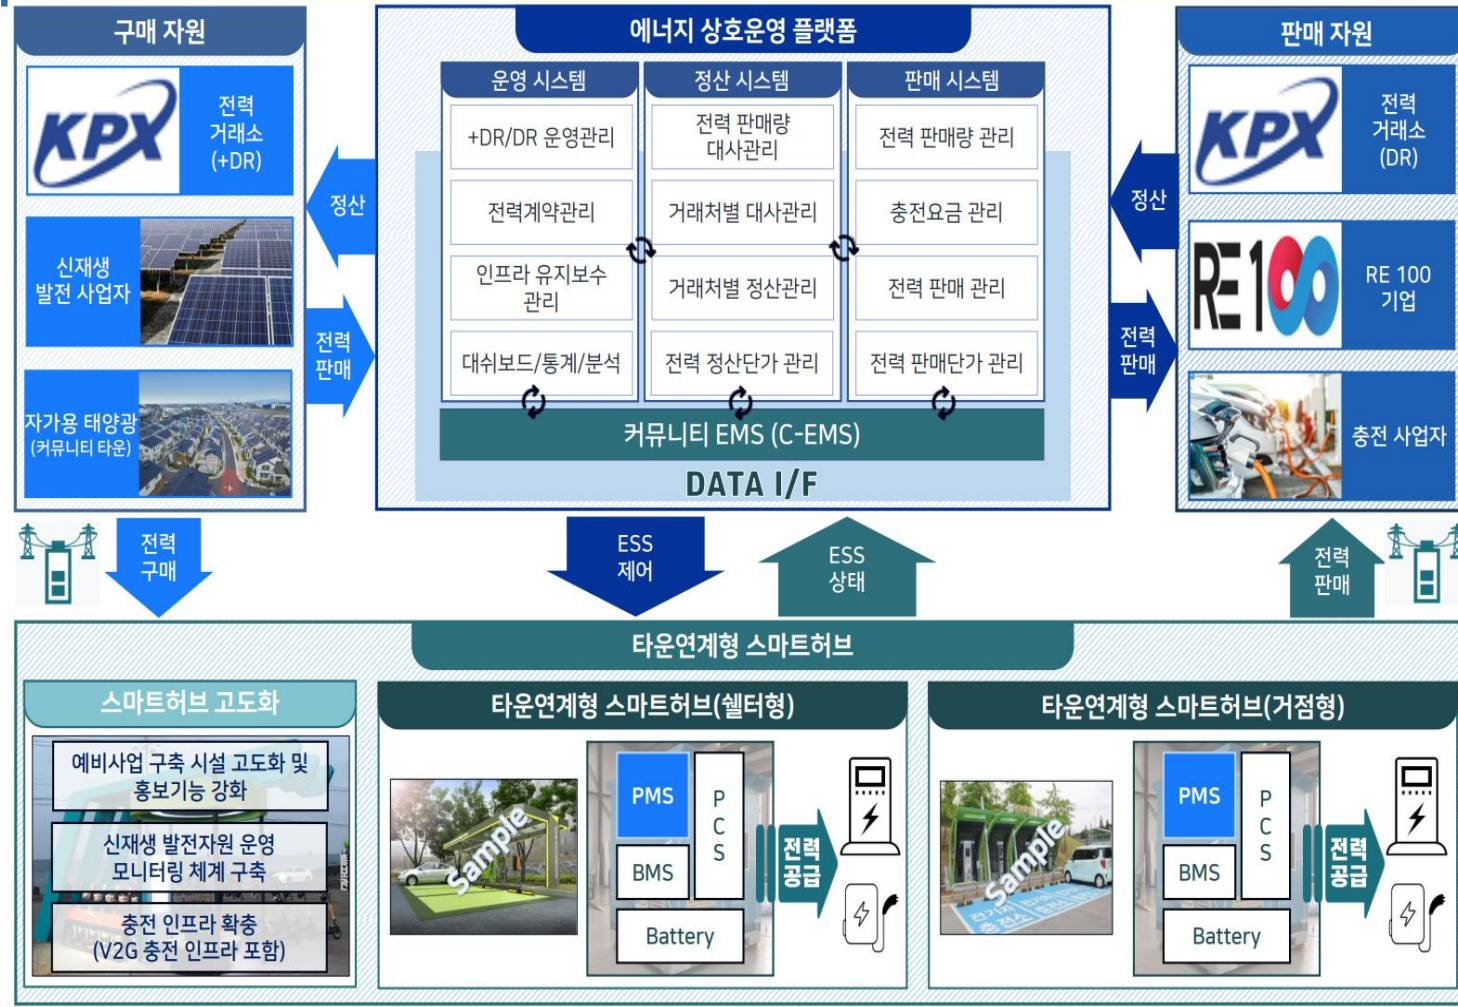 구매 자원
KPX
전력
거래소
(+DR)
신재생
발전 사업자
자가용 태양광
(커뮤니티 타운)
정산
전력
판매
에너지 상호운영 플랫폼
운영 시스템
+DR/DR 운영관리
전력계약관리
인프라 유지보수
관리
대쉬보드/통계/분석
정산 시스템
전력 판매량
대사관리
거래처별 대사관리
거래처별 정산관리
전력 정산단가 관리
판매 시스템
전력 판매량 관리
충전요금 관리
전력 판매 관리
전력 판매단가 관리
커뮤니티 EMS (C-EMS)
DATA I/F
정산
전력
판매
판매 자원
KPX
전력
거래소
(DR)
RE100
RE 100
기업
충전 사업자
전력
구매
ESS
제어
ESS
상태
전력
판매
타운연계형 스마트허브
스마트허브 고도화
예비사업 구축 시설 고도화 및
홍보기능 강화
신재생 발전자원 운영
모니터링 체계 구축
충전 인프라 확충
(V2G 충전 인프라 포함)
타운연계형 스마트허브(쉘터형)
Sample
PMS
PCS
BMS
Battery
전력
공급
타운연계형 스마트허브(거점형)
Sample
PMS
PCS
BMS
Battery
전력
공급